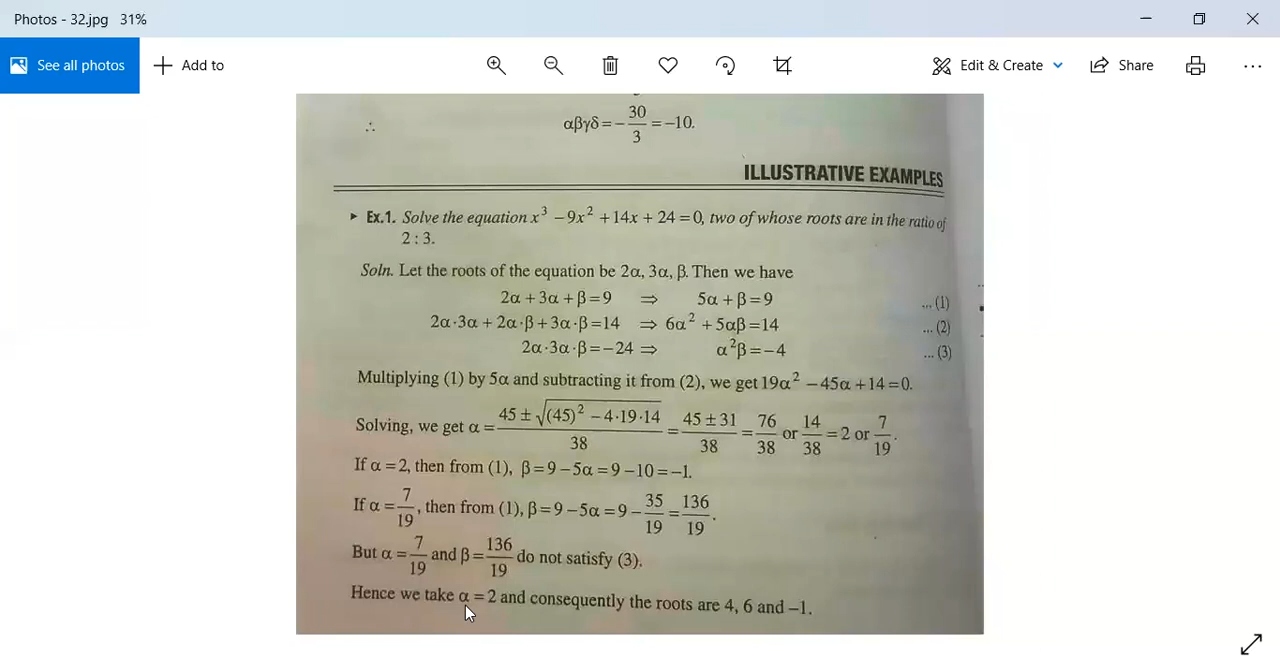 Photos - 32.jpg 31%
See all photos
Add to
Edit & Create
Share
∴ αβγδ = − 30/3 = −10.
ILLUSTRATIVE EXAMPLES
▸ Ex.1. Solve the equation x³ − 9x² + 14x + 24 = 0, two of whose roots are in the ratio of
2 : 3.
Soln. Let the roots of the equation be 2α, 3α, β. Then we have
2α + 3α + β = 9 ⇒ 5α + β = 9 ... (1)
2α·3α + 2α·β + 3α·β = 14 ⇒ 6α² + 5αβ = 14 ... (2)
2α·3α·β = −24 ⇒ α²β = −4 ... (3)
Multiplying (1) by 5α and subtracting it from (2), we get 19α² − 45α + 14 = 0.
Solving, we get α = (45 ± √((45)² − 4·19·14))/38 = (45 ± 31)/38 = 76/38 or 14/38 = 2 or 7/19.
If α = 2, then from (1), β = 9 − 5α = 9 − 10 = −1.
If α = 7/19, then from (1), β = 9 − 5α = 9 − 35/19 = 136/19.
But α = 7/19 and β = 136/19 do not satisfy (3).
Hence we take α = 2 and consequently the roots are 4, 6 and −1.